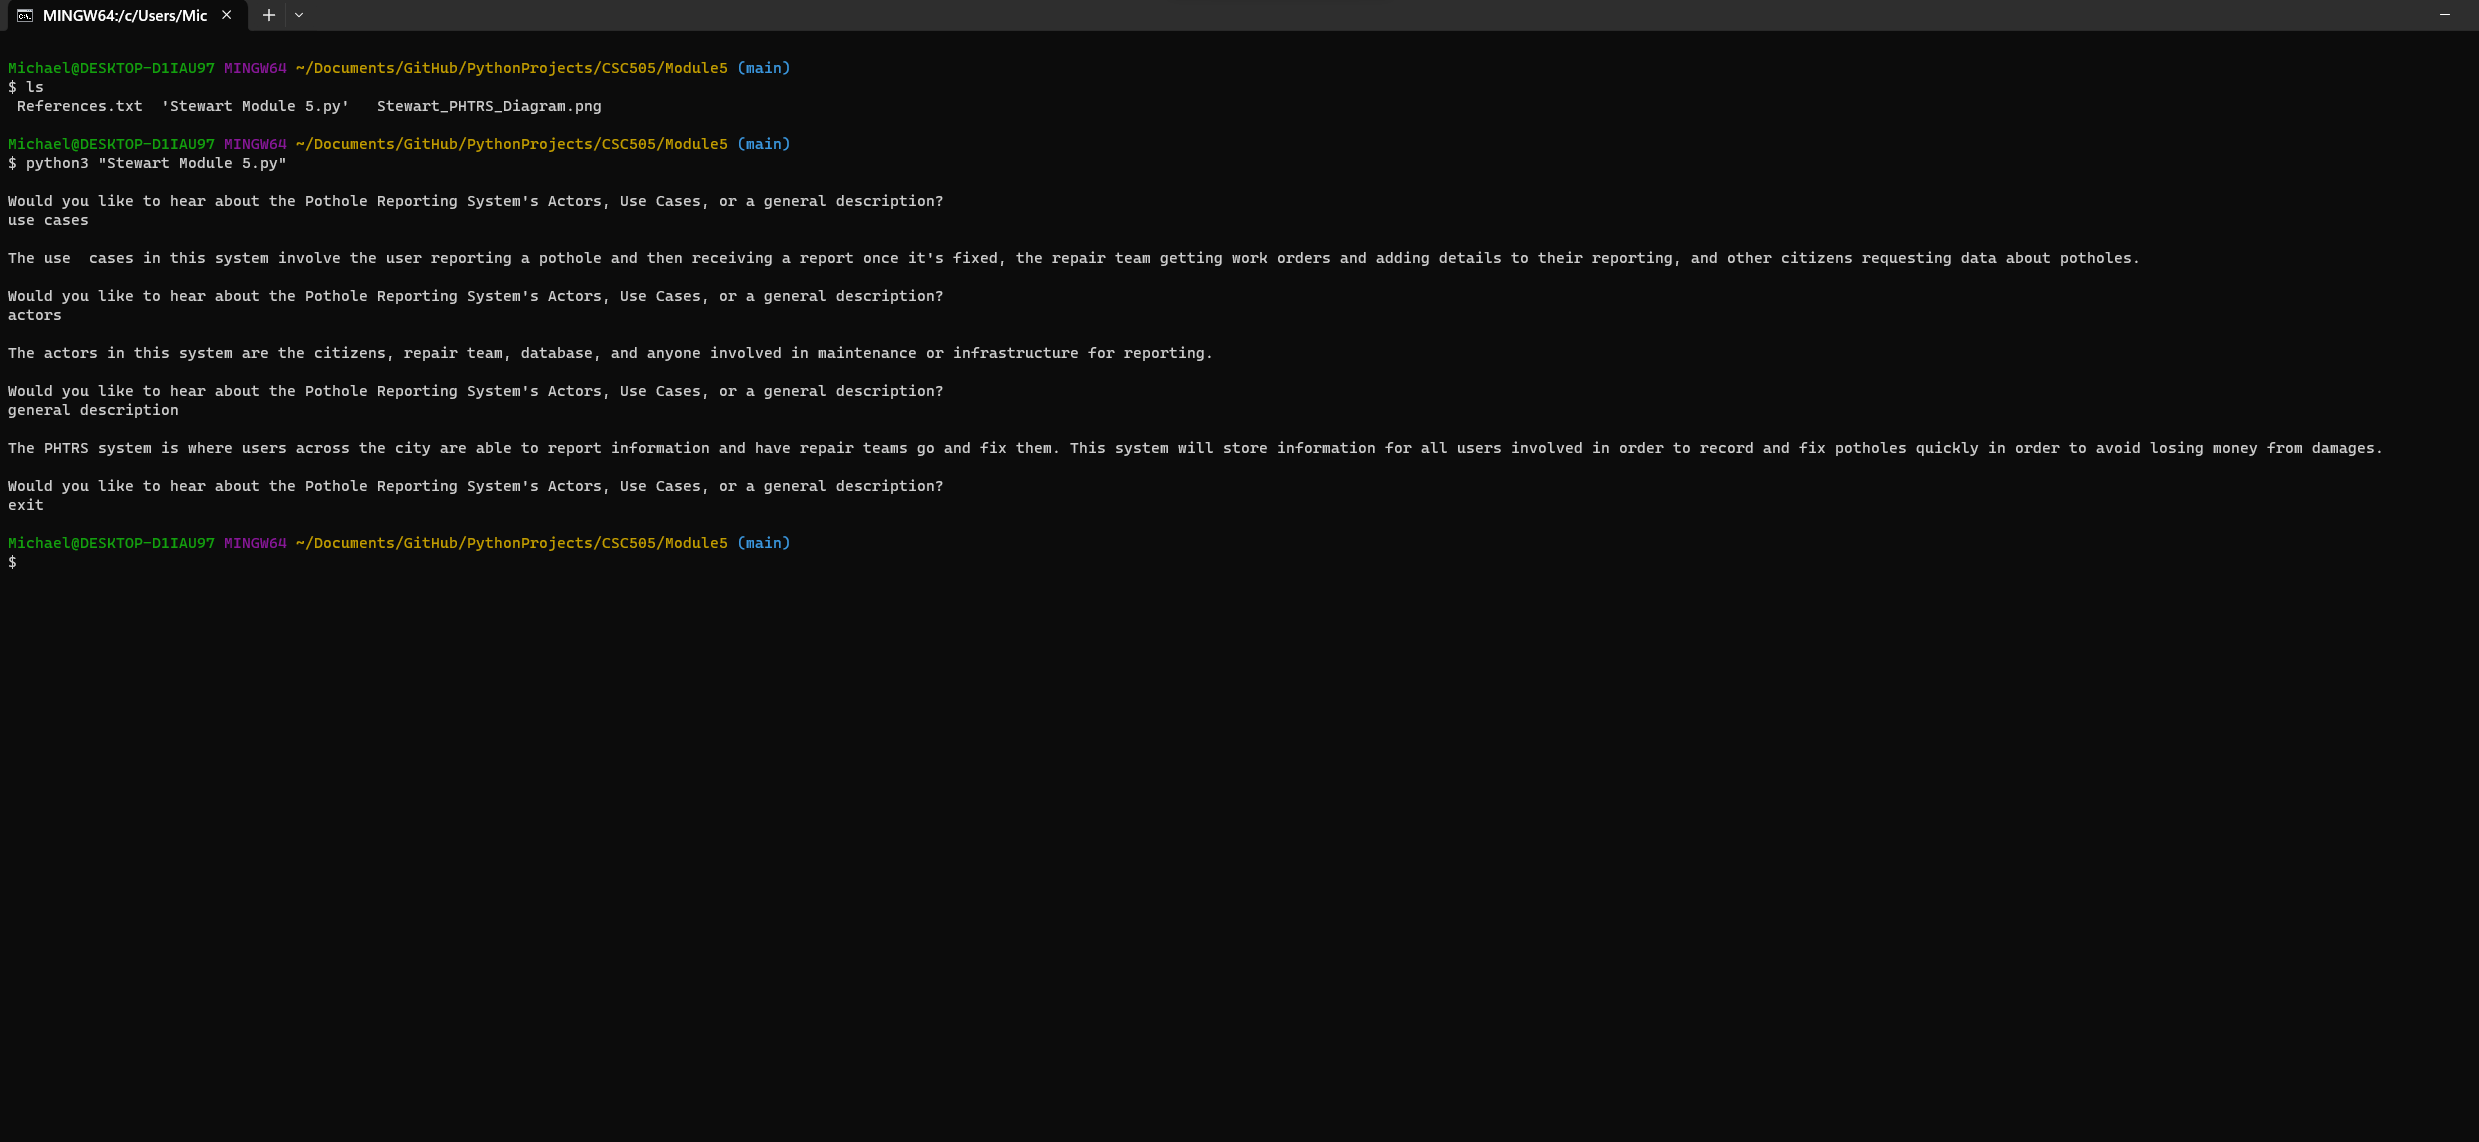 MINGW64:/c/Users/Mic
Michael@DESKTOP-D1IAU97 MINGW64 ~/Documents/GitHub/PythonProjects/CSC505/Module5 (main)
$ ls
References.txt  'Stewart Module 5.py'   Stewart_PHTRS_Diagram.png
Michael@DESKTOP-D1IAU97 MINGW64 ~/Documents/GitHub/PythonProjects/CSC505/Module5 (main)
$ python3 "Stewart Module 5.py"
Would you like to hear about the Pothole Reporting System's Actors, Use Cases, or a general description?
use cases
The use  cases in this system involve the user reporting a pothole and then receiving a report once it's fixed, the repair team getting work orders and adding details to their reporting, and other citizens requesting data about potholes.
Would you like to hear about the Pothole Reporting System's Actors, Use Cases, or a general description?
actors
The actors in this system are the citizens, repair team, database, and anyone involved in maintenance or infrastructure for reporting.
Would you like to hear about the Pothole Reporting System's Actors, Use Cases, or a general description?
general description
The PHTRS system is where users across the city are able to report information and have repair teams go and fix them. This system will store information for all users involved in order to record and fix potholes quickly in order to avoid losing money from damages.
Would you like to hear about the Pothole Reporting System's Actors, Use Cases, or a general description?
exit
Michael@DESKTOP-D1IAU97 MINGW64 ~/Documents/GitHub/PythonProjects/CSC505/Module5 (main)
$